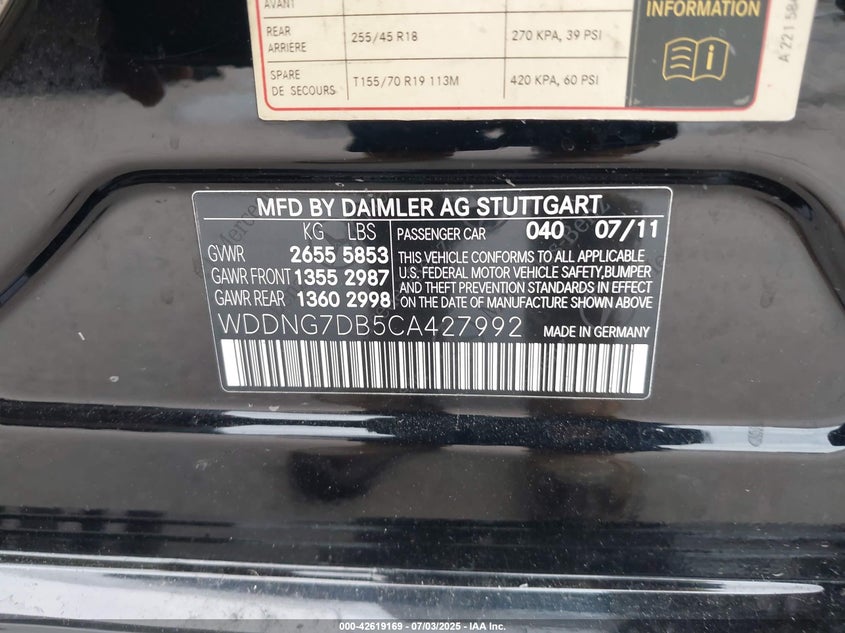 AVANT
INFORMATION
REAR 255/45 R18 270 KPA, 39 PSI
ARRIERE
SPARE T155/70 R19 113M 420 KPA, 60 PSI
DE SECOURS
A 221 584
MFD BY DAIMLER AG STUTTGART
KG LBS
GVWR 2655 5853
GAWR FRONT 1355 2987
GAWR REAR 1360 2998
PASSENGER CAR 040 07/11
THIS VEHICLE CONFORMS TO ALL APPLICABLE
U.S. FEDERAL MOTOR VEHICLE SAFETY,BUMPER
AND THEFT PREVENTION STANDARDS IN EFFECT
ON THE DATE OF MANUFACTURE SHOWN ABOVE
WDDNG7DB5CA427992 MADE IN GERMANY
000-42619169 - 07/03/2025 - IAA Inc.